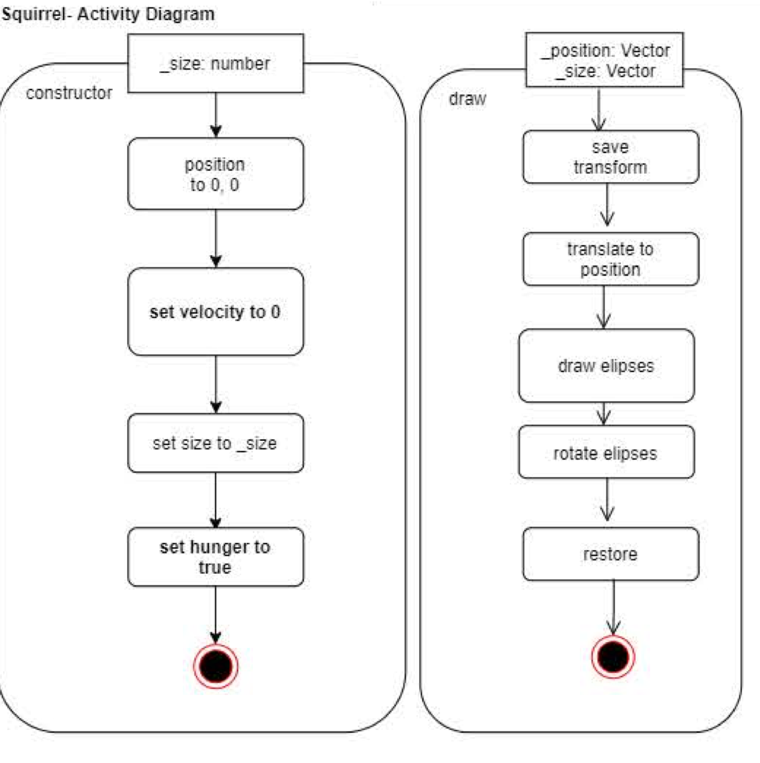 Squirrel- Activity Diagram
_size: number
constructor
position
to 0, 0
set velocity to 0
set size to _size
set hunger to
true
_position: Vector
_size: Vector
draw
save
transform
translate to
position
draw elipses
rotate elipses
restore